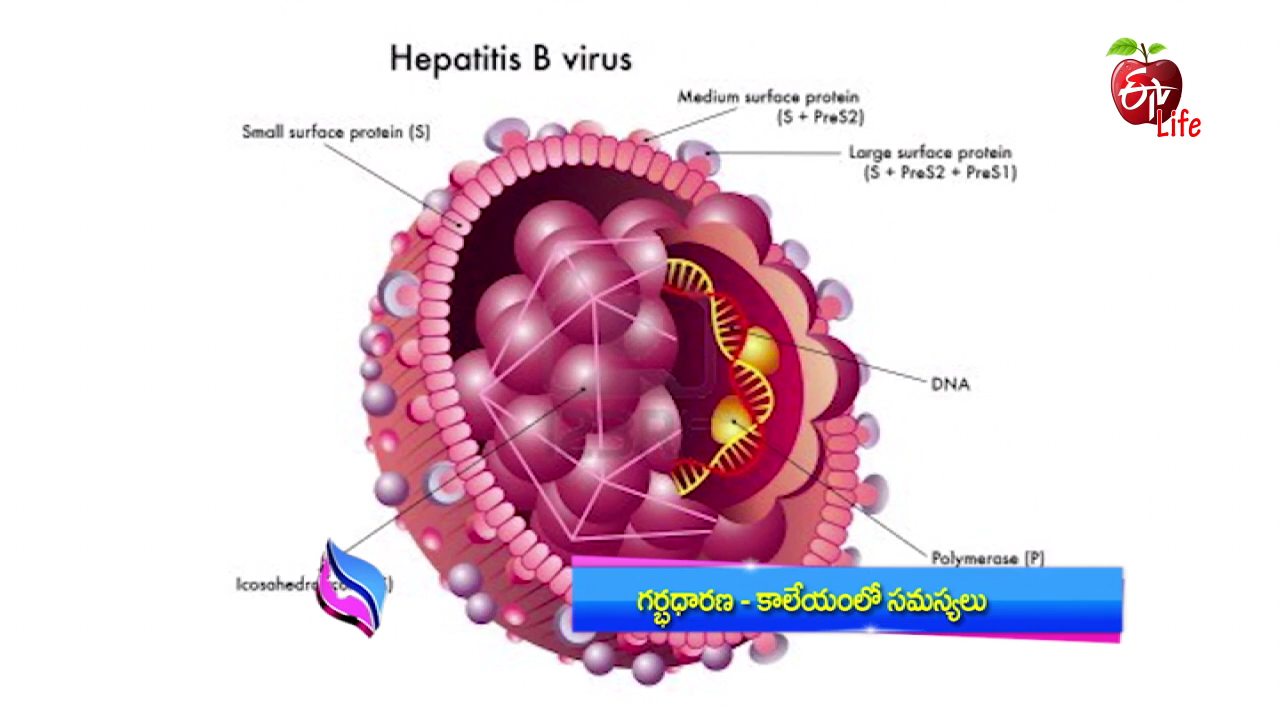 Hepatitis B virus
Medium surface protein
(S + PreS2)
Small surface protein (S)
Large surface protein
(S + PreS2 + PreS1)
ETV
Life
DNA
Polymerase (P)
గర్భధారణ - కాలేయంలో సమస్యలు